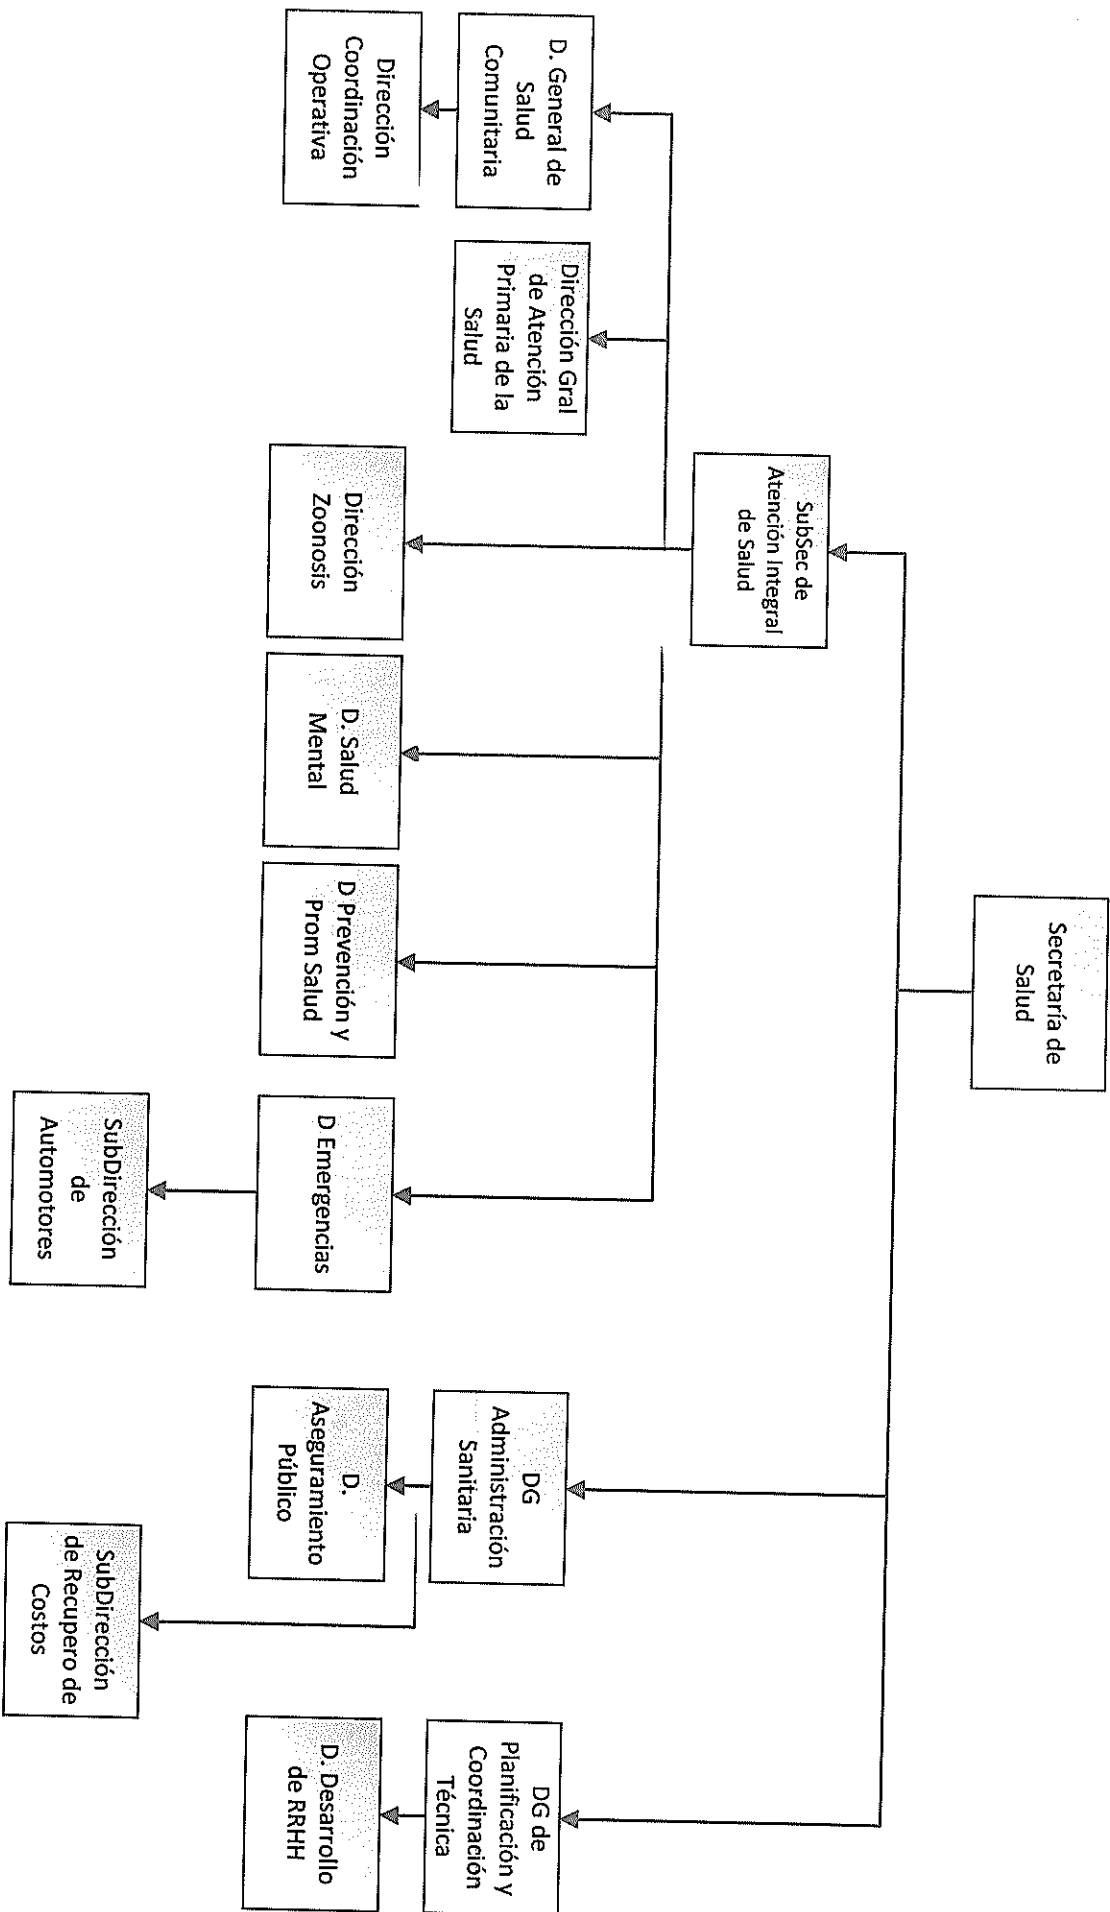 Secretaría de
Salud
SubSec de
Atención Integral
de Salud
D. General de
Salud
Comunitaria
Dirección Gral
de Atención
Primaria de la
Salud
DG
Administración
Sanitaria
DG de
Planificación y
Coordinación
Técnica
Dirección
Coordinación
Operativa
Dirección
Zoonosis
D. Salud
Mental
D Prevención y
Prom Salud
D Emergencias
D.
Aseguramiento
Público
D. Desarrollo
de RRHH
SubDirección
de
Automotores
SubDirección
de Recupero de
Costos